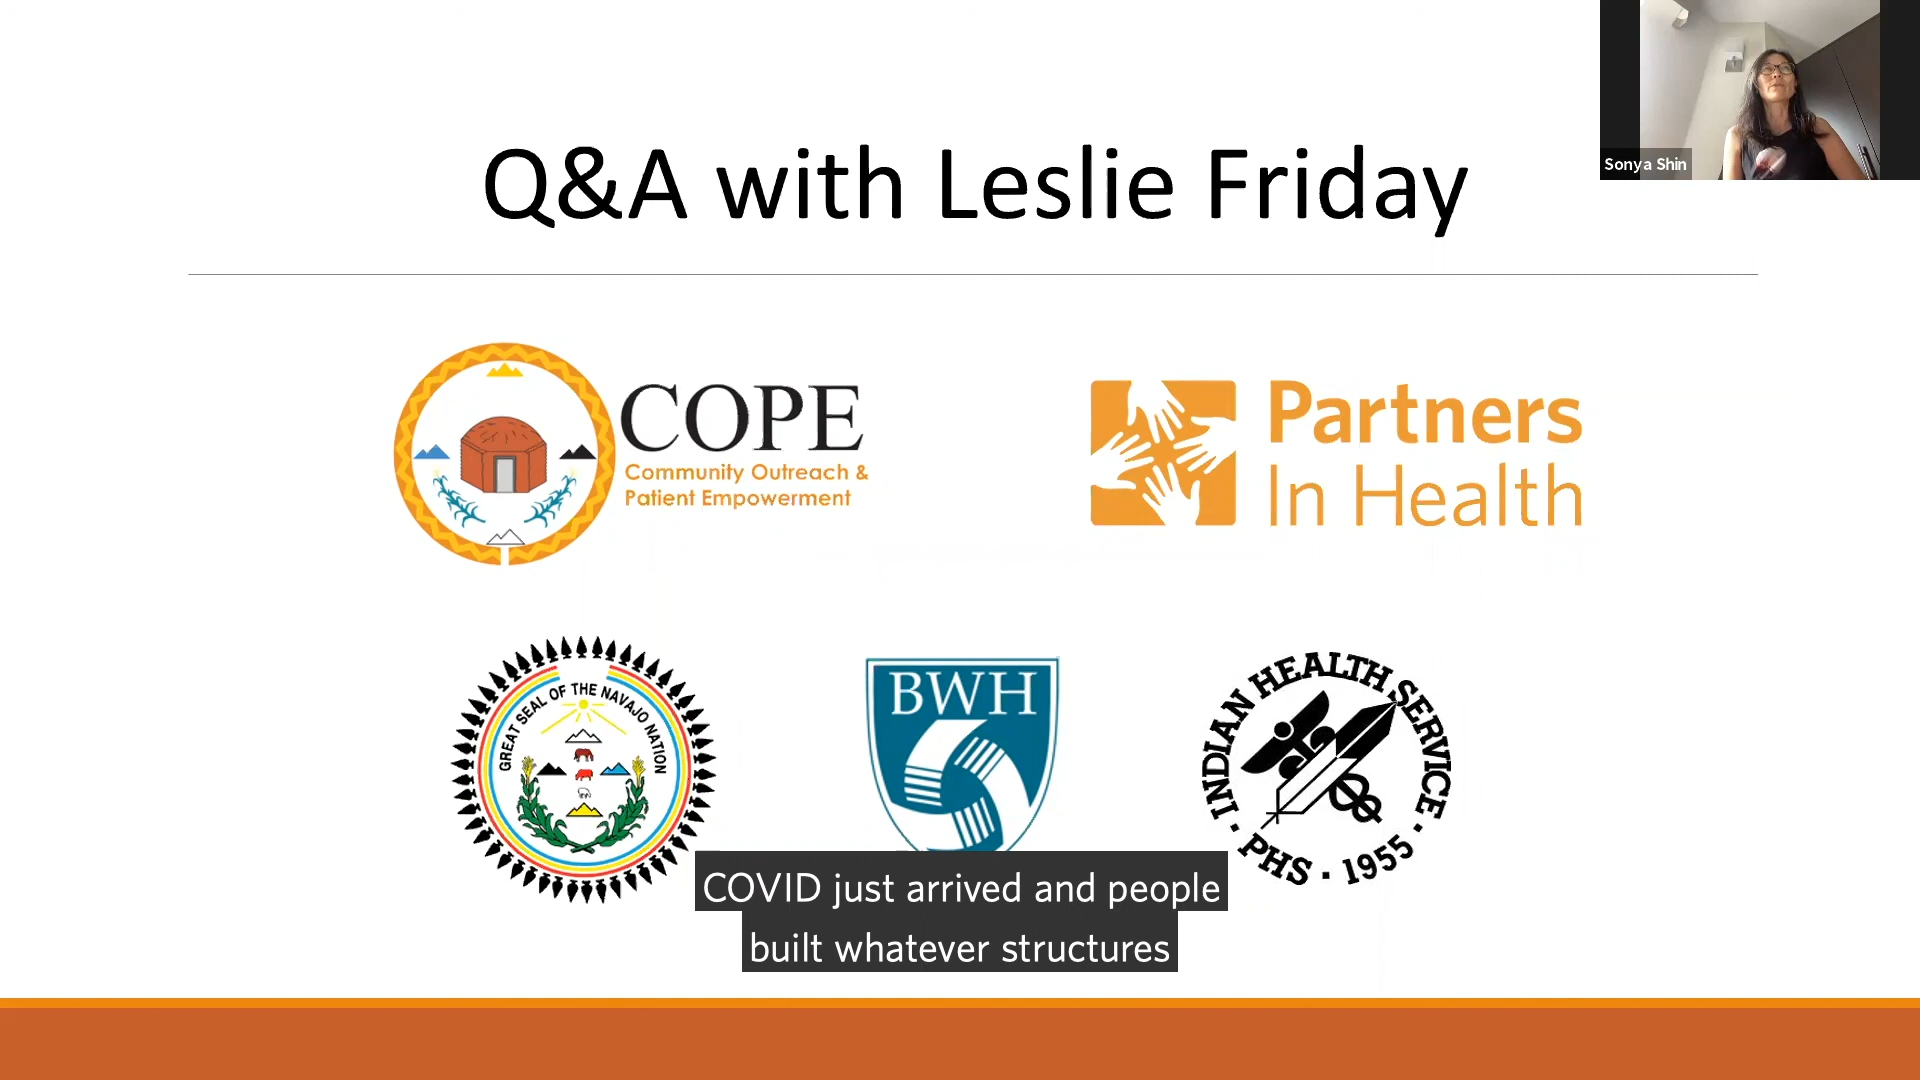 Q&A with Leslie Friday
Sonya Shin
COPE
Community Outreach &
Patient Empowerment
Partners
In Health
GREAT SEAL OF THE NAVAJO NATION
BWH
INDIAN HEALTH SERVICE
· PHS · 1955 ·
COVID just arrived and people
built whatever structures